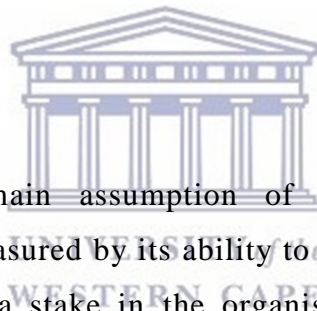 main assumption of
UNIVERSITY of the
asured by its ability to
WESTERN CAPE
a stake in the organis